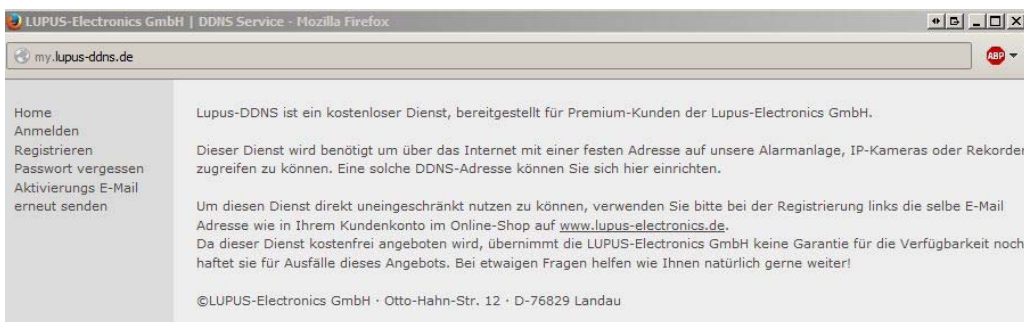 LUPUS-Electronics GmbH | DDNS Service - Mozilla Firefox
my.lupus-ddns.de
ABP
Home
Anmelden
Registrieren
Passwort vergessen
Aktivierungs E-Mail
erneut senden
Lupus-DDNS ist ein kostenloser Dienst, bereitgestellt für Premium-Kunden der Lupus-Electronics GmbH.
Dieser Dienst wird benötigt um über das Internet mit einer festen Adresse auf unsere Alarmanlage, IP-Kameras oder Rekorder
zugreifen zu können. Eine solche DDNS-Adresse können Sie sich hier einrichten.
Um diesen Dienst direkt uneingeschränkt nutzen zu können, verwenden Sie bitte bei der Registrierung links die selbe E-Mail
Adresse wie in Ihrem Kundenkonto im Online-Shop auf www.lupus-electronics.de.
Da dieser Dienst kostenfrei angeboten wird, übernimmt die LUPUS-Electronics GmbH keine Garantie für die Verfügbarkeit noch
haftet sie für Ausfälle dieses Angebots. Bei etwaigen Fragen helfen wie Ihnen natürlich gerne weiter!
©LUPUS-Electronics GmbH · Otto-Hahn-Str. 12 · D-76829 Landau